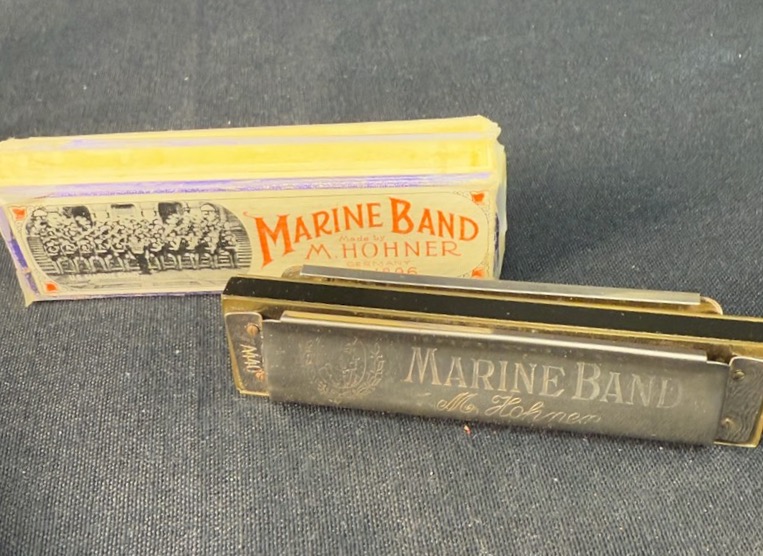 MARINE BAND
Made by
M. HOHNER
GERMANY
MARINE BAND
M. Hohner